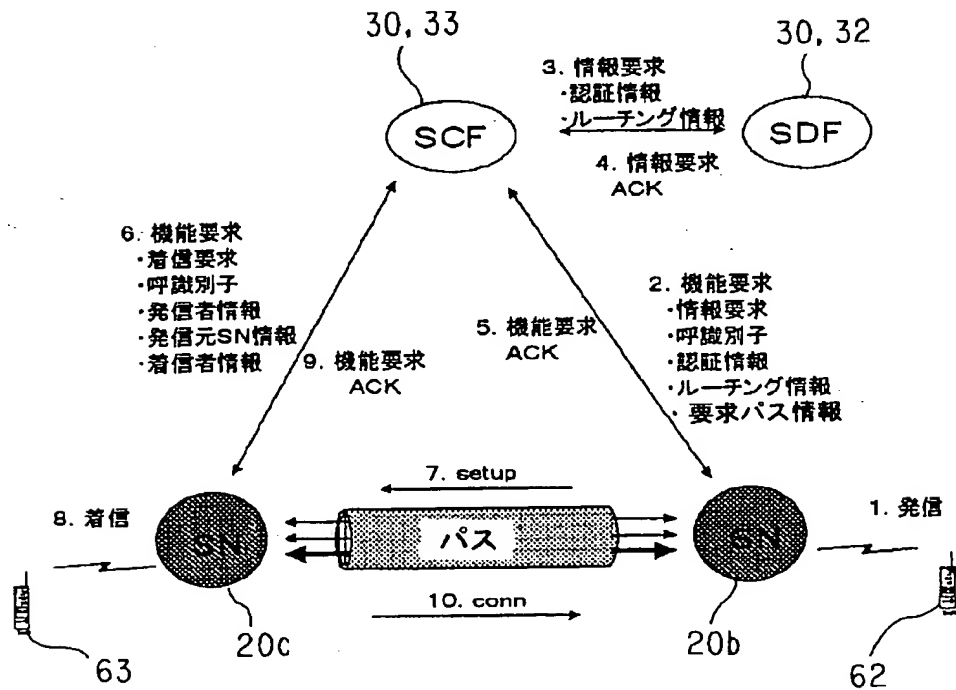 30, 33
30, 32
3. 情報要求
・認証情報
・ルーチング情報
SCF
SDF
4. 情報要求
ACK
6. 機能要求
・着信要求
・呼識別子
・発信者情報
・発信元SN情報
・着信者情報
2. 機能要求
・情報要求
・呼識別子
・認証情報
・ルーチング情報
・要求パス情報
5. 機能要求
ACK
9. 機能要求
ACK
7. setup
8. 着信
SN
パス
SN
1. 発信
10. conn
20c
20b
63
62